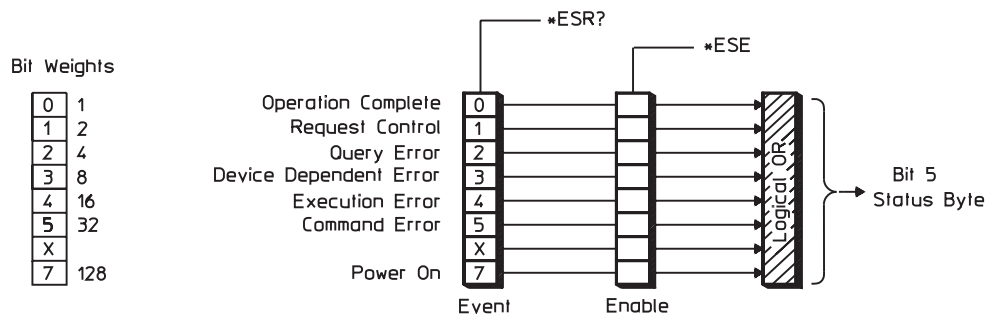 *ESR?
*ESE
Bit Weights
0 1
1 2
2 4
3 8
4 16
5 32
X
7 128
Operation Complete 0
Request Control 1
Query Error 2
Device Dependent Error 3
Execution Error 4
Command Error 5
X
Power On 7
Logical OR
Bit 5
Status Byte
Event
Enable